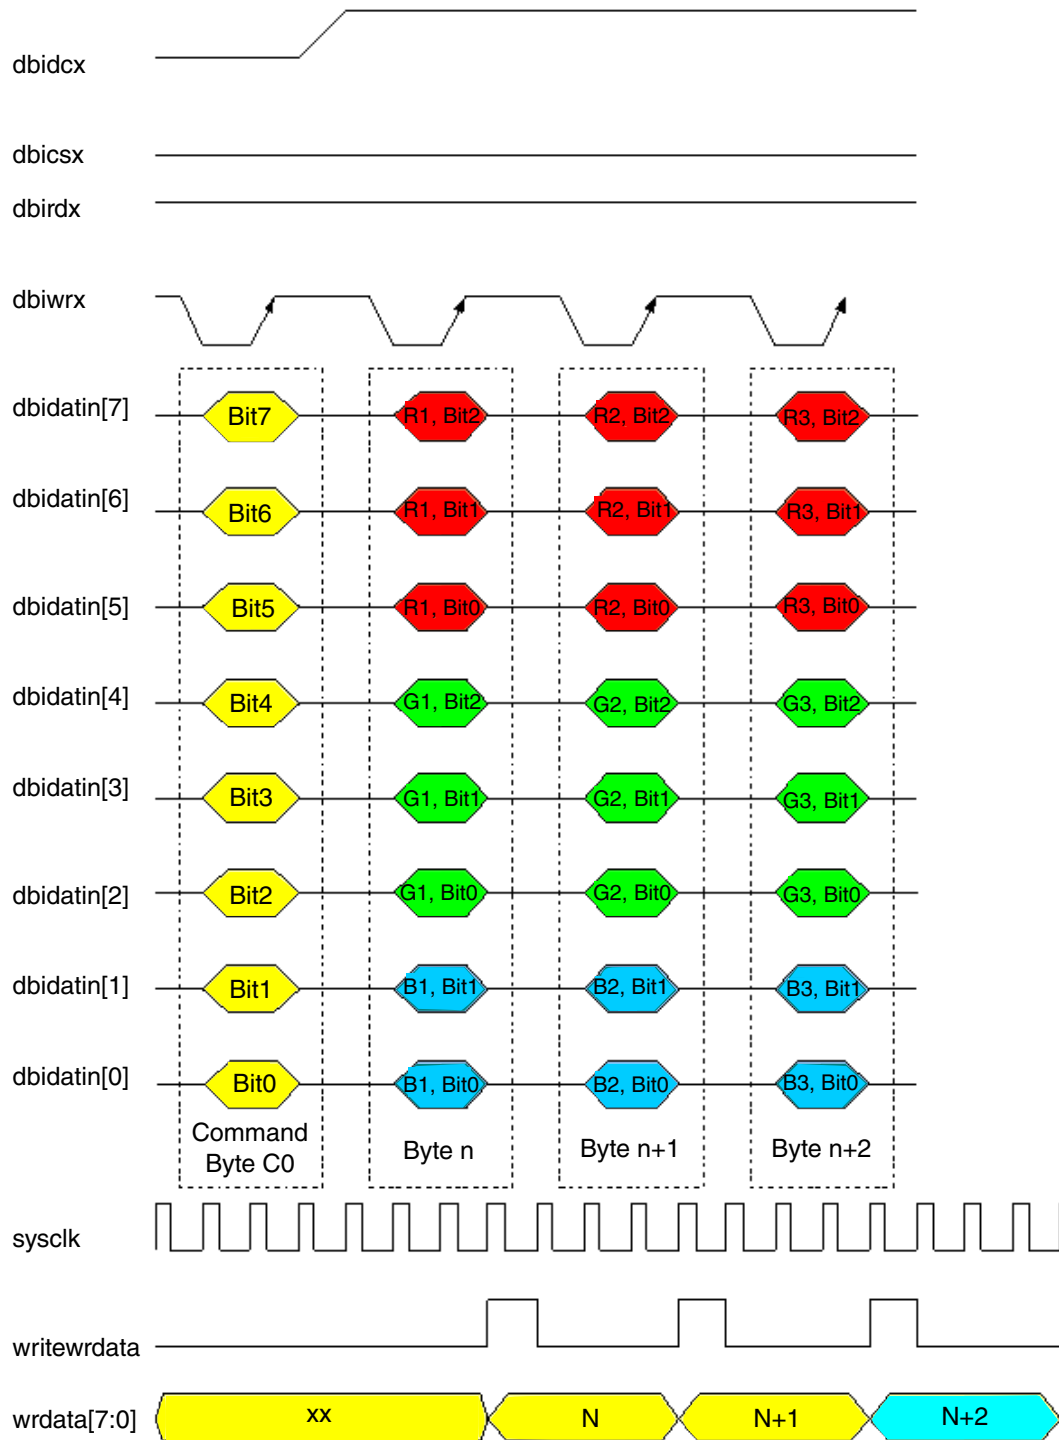 dbidcx
dbicsx
dbirdx
dbiwrx
dbidatin[7] Bit7 R1, Bit2 R2, Bit2 R3, Bit2
dbidatin[6] Bit6 R1, Bit1 R2, Bit1 R3, Bit1
dbidatin[5] Bit5 R1, Bit0 R2, Bit0 R3, Bit0
dbidatin[4] Bit4 G1, Bit2 G2, Bit2 G3, Bit2
dbidatin[3] Bit3 G1, Bit1 G2, Bit1 G3, Bit1
dbidatin[2] Bit2 G1, Bit0 G2, Bit0 G3, Bit0
dbidatin[1] Bit1 B1, Bit1 B2, Bit1 B3, Bit1
dbidatin[0] Bit0 B1, Bit0 B2, Bit0 B3, Bit0
Command
Byte C0 Byte n Byte n+1 Byte n+2
sysclk
writewrdata
wrdata[7:0] xx N N+1 N+2